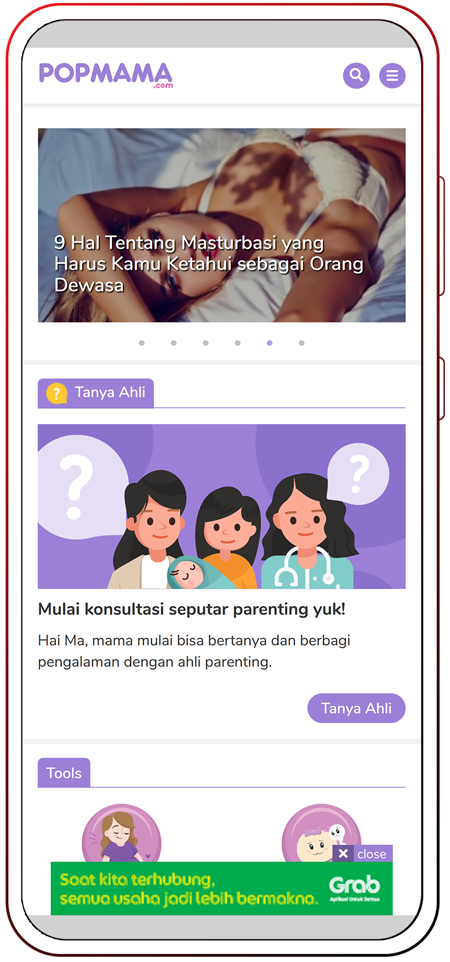 POPMAMA
.com
9 Hal Tentang Masturbasi yang
Harus Kamu Ketahui sebagai Orang
Dewasa
?
Tanya Ahli
?
?
Mulai konsultasi seputar parenting yuk!
Hai Ma, mama mulai bisa bertanya dan berbagi
pengalaman dengan ahli parenting.
Tanya Ahli
Tools
x close
Saat kita terhubung,
semua usaha jadi lebih bermakna.
Grab
Aplikasi Untuk Semua